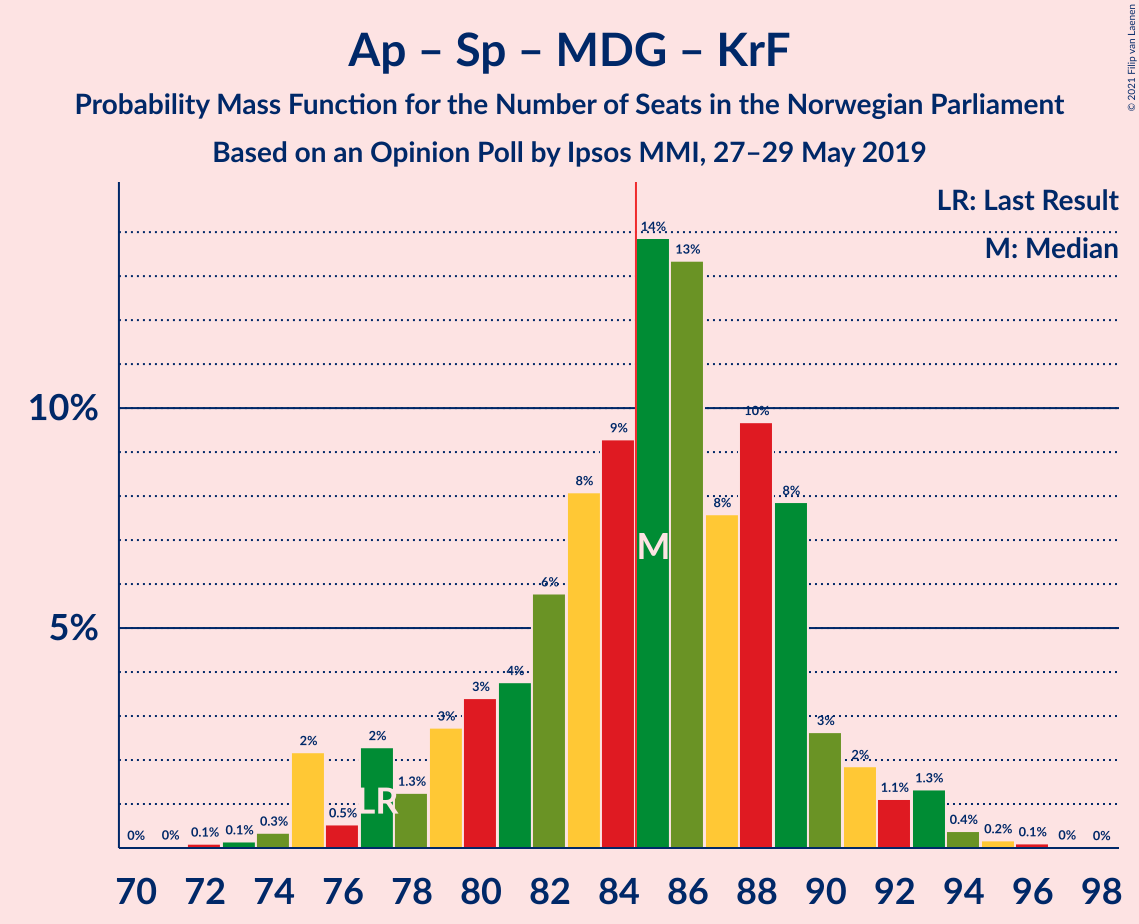 Ap – Sp – MDG – KrF
Probability Mass Function for the Number of Seats in the Norwegian Parliament
Based on an Opinion Poll by Ipsos MMI, 27–29 May 2019
© 2021 Filip van Laenen
LR: Last Result
M: Median
10%
5%
0% 0% 0.1% 0.1% 0.3% 2% 0.5% 2% 1.3% 3% 3% 4% 6% 8% 9% 14% 13% 8% 10% 8% 3% 2% 1.1% 1.3% 0.4% 0.2% 0.1% 0% 0%
M
LR
70 72 74 76 78 80 82 84 86 88 90 92 94 96 98